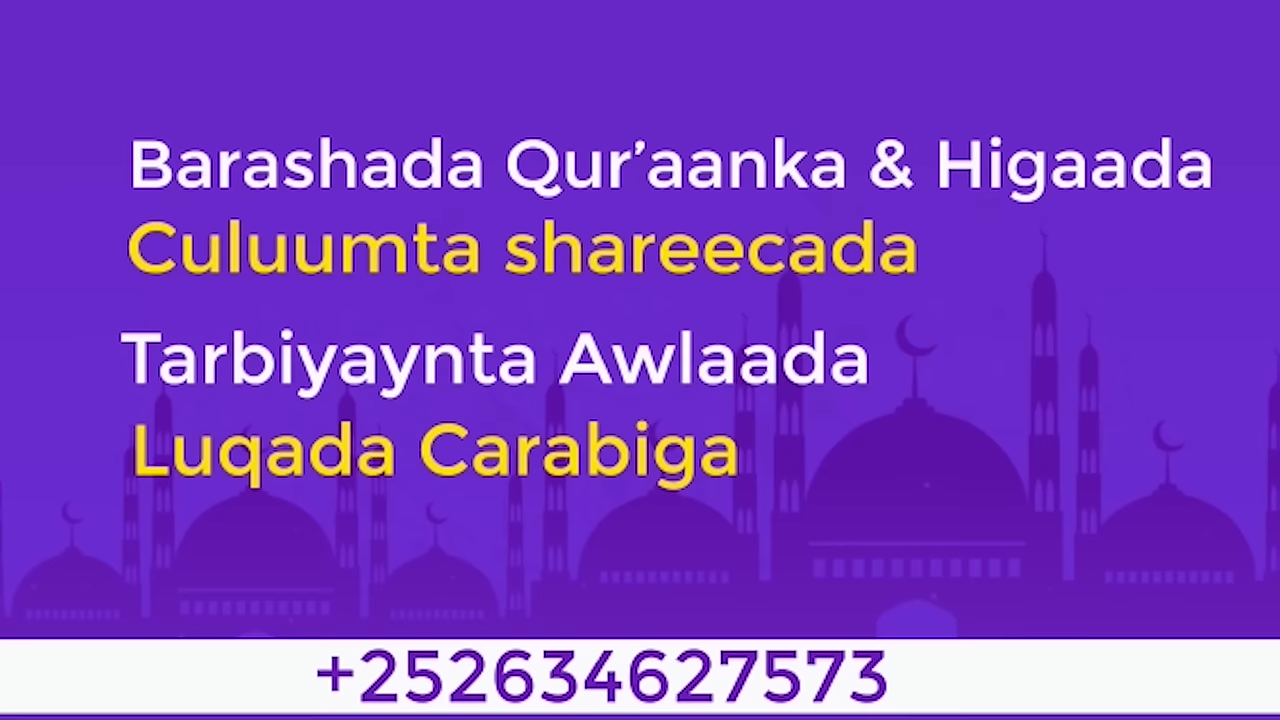 Barashada Qur’aanka & Higaada
Culuumta shareecada
Tarbiyaynta Awlaada
Luqada Carabiga
+252634627573